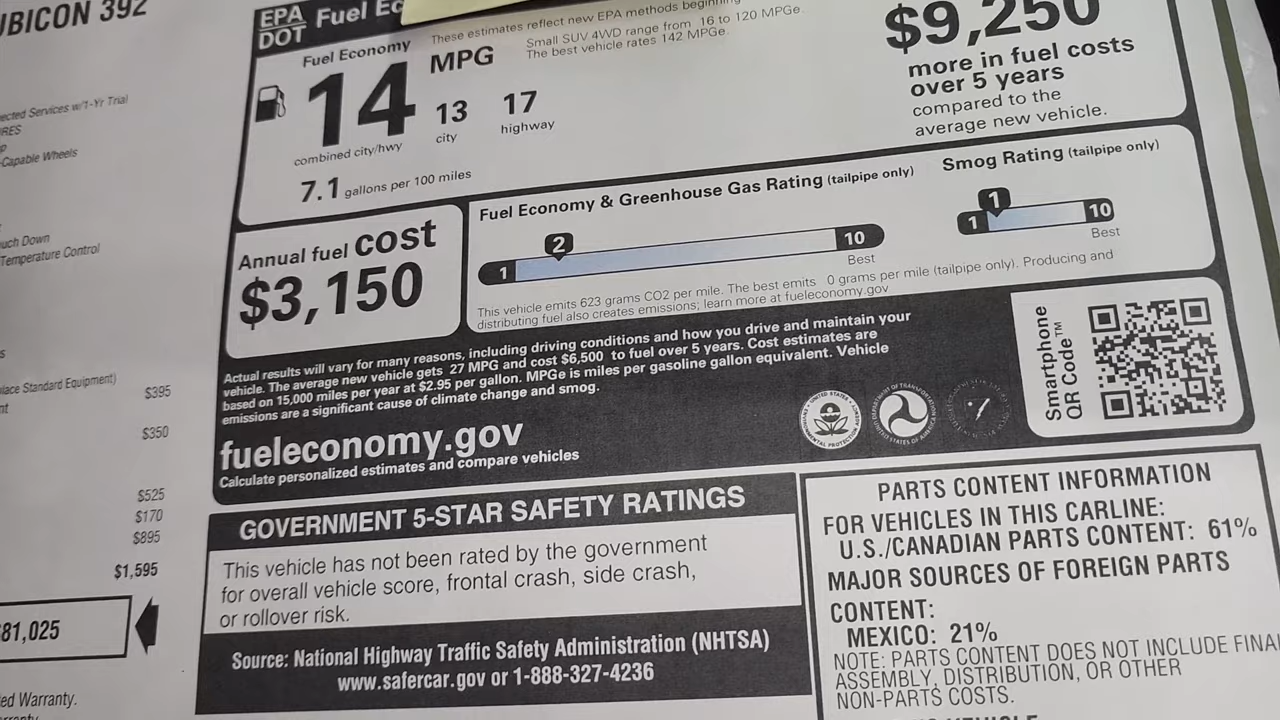 UBICON 392
ected Services w/1-Yr Trial
RES
p
-Capable Wheels
uch Down
Temperature Control
s
lace Standard Equipment)
nt
$395
$350
$525
$170
$895
$1,595
81,025
ed Warranty.
EPA
DOT
Fuel Ec
These estimates reflect new EPA methods beginning
Fuel Economy
14
MPG
Small SUV 4WD range from 16 to 120 MPGe.
The best vehicle rates 142 MPGe.
13
city
17
highway
combined city/hwy
7.1 gallons per 100 miles
$9,250
more in fuel costs
over 5 years
compared to the
average new vehicle.
Annual fuel cost
$3,150
Fuel Economy & Greenhouse Gas Rating (tailpipe only)
2
1
10
Best
Smog Rating (tailpipe only)
1
1
10
Best
This vehicle emits 623 grams CO2 per mile. The best emits 0 grams per mile (tailpipe only). Producing and
distributing fuel also creates emissions; learn more at fueleconomy.gov
Actual results will vary for many reasons, including driving conditions and how you drive and maintain your
vehicle. The average new vehicle gets 27 MPG and cost $6,500 to fuel over 5 years. Cost estimates are
based on 15,000 miles per year at $2.95 per gallon. MPGe is miles per gasoline gallon equivalent. Vehicle
emissions are a significant cause of climate change and smog.
fueleconomy.gov
Calculate personalized estimates and compare vehicles
Smartphone
QR Code™
GOVERNMENT 5-STAR SAFETY RATINGS
This vehicle has not been rated by the government
for overall vehicle score, frontal crash, side crash,
or rollover risk.
Source: National Highway Traffic Safety Administration (NHTSA)
www.safercar.gov or 1-888-327-4236
PARTS CONTENT INFORMATION
FOR VEHICLES IN THIS CARLINE:
U.S./CANADIAN PARTS CONTENT: 61%
MAJOR SOURCES OF FOREIGN PARTS
CONTENT:
MEXICO: 21%
NOTE: PARTS CONTENT DOES NOT INCLUDE FINA
ASSEMBLY, DISTRIBUTION, OR OTHER
NON-PARTS COSTS.